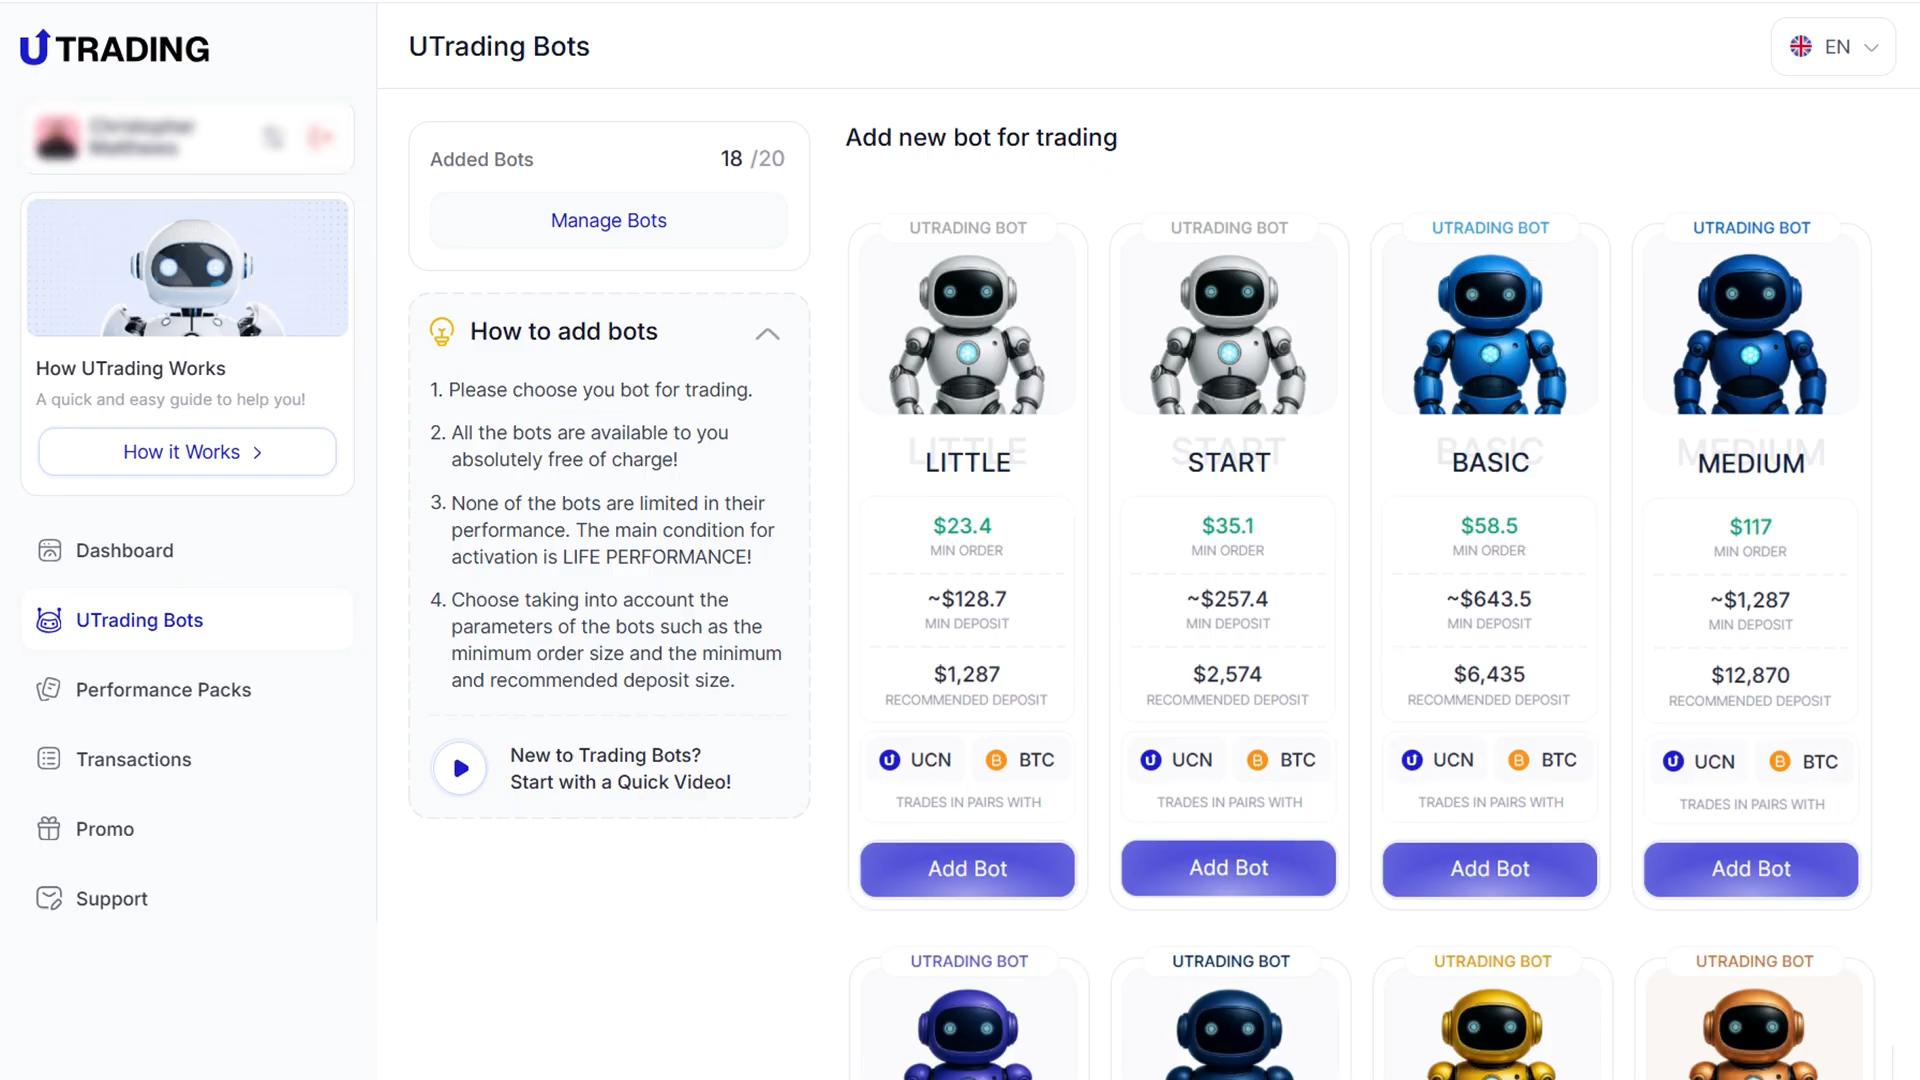 UTRADING
UTrading Bots
EN
How UTrading Works
A quick and easy guide to help you!
How it Works
Dashboard
UTrading Bots
Performance Packs
Transactions
Promo
Support
Added Bots
18 /20
Manage Bots
How to add bots
1. Please choose you bot for trading.
2. All the bots are available to you
absolutely free of charge!
3. None of the bots are limited in their
performance. The main condition for
activation is LIFE PERFORMANCE!
4. Choose taking into account the
parameters of the bots such as the
minimum order size and the minimum
and recommended deposit size.
New to Trading Bots?
Start with a Quick Video!
Add new bot for trading
UTRADING BOT
LITTLE
LITTLE
$23.4
MIN ORDER
~$128.7
MIN DEPOSIT
$1,287
RECOMMENDED DEPOSIT
UCN BTC
TRADES IN PAIRS WITH
Add Bot
UTRADING BOT
START
START
$35.1
MIN ORDER
~$257.4
MIN DEPOSIT
$2,574
RECOMMENDED DEPOSIT
UCN BTC
TRADES IN PAIRS WITH
Add Bot
UTRADING BOT
BASIC
BASIC
$58.5
MIN ORDER
~$643.5
MIN DEPOSIT
$6,435
RECOMMENDED DEPOSIT
UCN BTC
TRADES IN PAIRS WITH
Add Bot
UTRADING BOT
MEDIUM
MEDIUM
$117
MIN ORDER
~$1,287
MIN DEPOSIT
$12,870
RECOMMENDED DEPOSIT
UCN BTC
TRADES IN PAIRS WITH
Add Bot
UTRADING BOT
UTRADING BOT
UTRADING BOT
UTRADING BOT